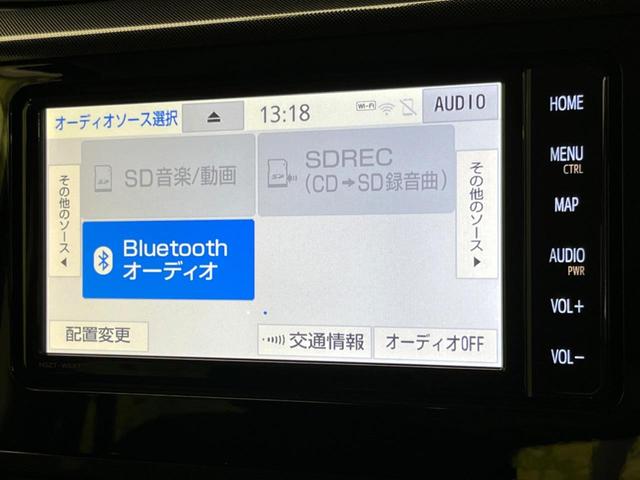 オーディオソース選択
13:18
Wi-Fi
AUDIO
その他のソース
SD音楽/動画
SDREC
(CD→SD録音曲)
その他のソース
Bluetooth
オーディオ
配置変更
交通情報
オーディオOFF
HOME
MENU
CTRL
MAP
AUDIO
PWR
VOL+
VOL−